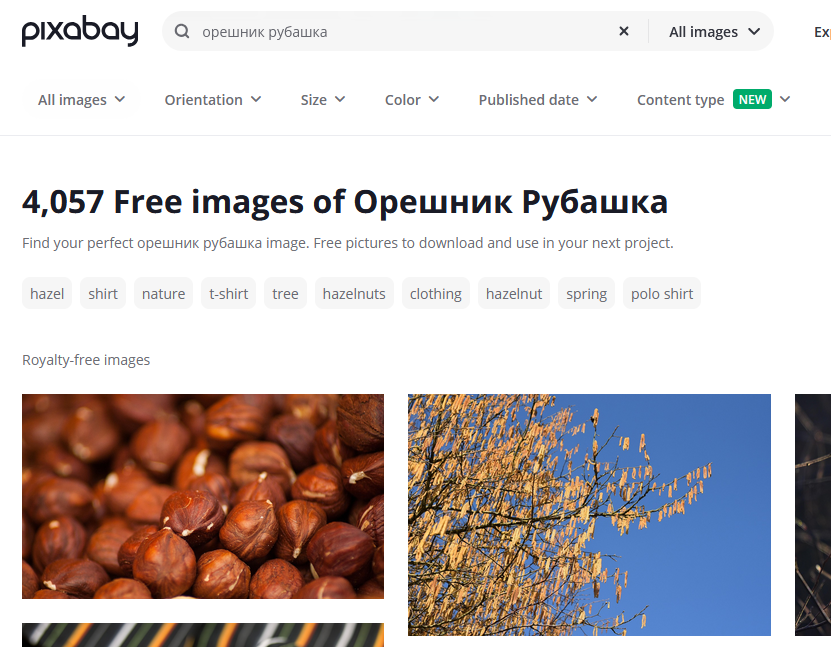 pixabay
орешник рубашка
All images
Ex
All images
Orientation
Size
Color
Published date
Content type NEW
4,057 Free images of Орешник Рубашка
Find your perfect орешник рубашка image. Free pictures to download and use in your next project.
hazel
shirt
nature
t-shirt
tree
hazelnuts
clothing
hazelnut
spring
polo shirt
Royalty-free images